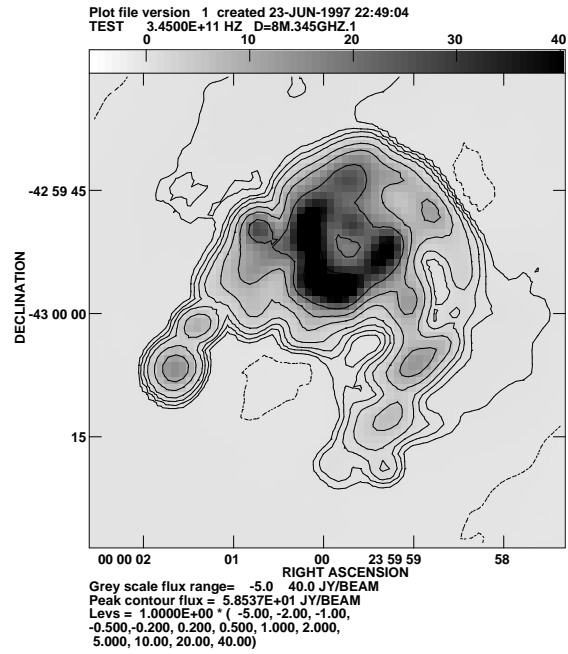 Plot file version 1 created 23-JUN-1997 22:49:04
TEST 3.4500E+11 HZ D=8M.345GHZ.1
0 10 20 30 40
DECLINATION
-42 59 45
-43 00 00
15
00 00 02 01 00 23 59 59 58
RIGHT ASCENSION
Grey scale flux range= -5.0 40.0 JY/BEAM
Peak contour flux = 5.8537E+01 JY/BEAM
Levs = 1.0000E+00 * ( -5.00, -2.00, -1.00,
-0.500,-0.200, 0.200, 0.500, 1.000, 2.000,
5.000, 10.00, 20.00, 40.00)